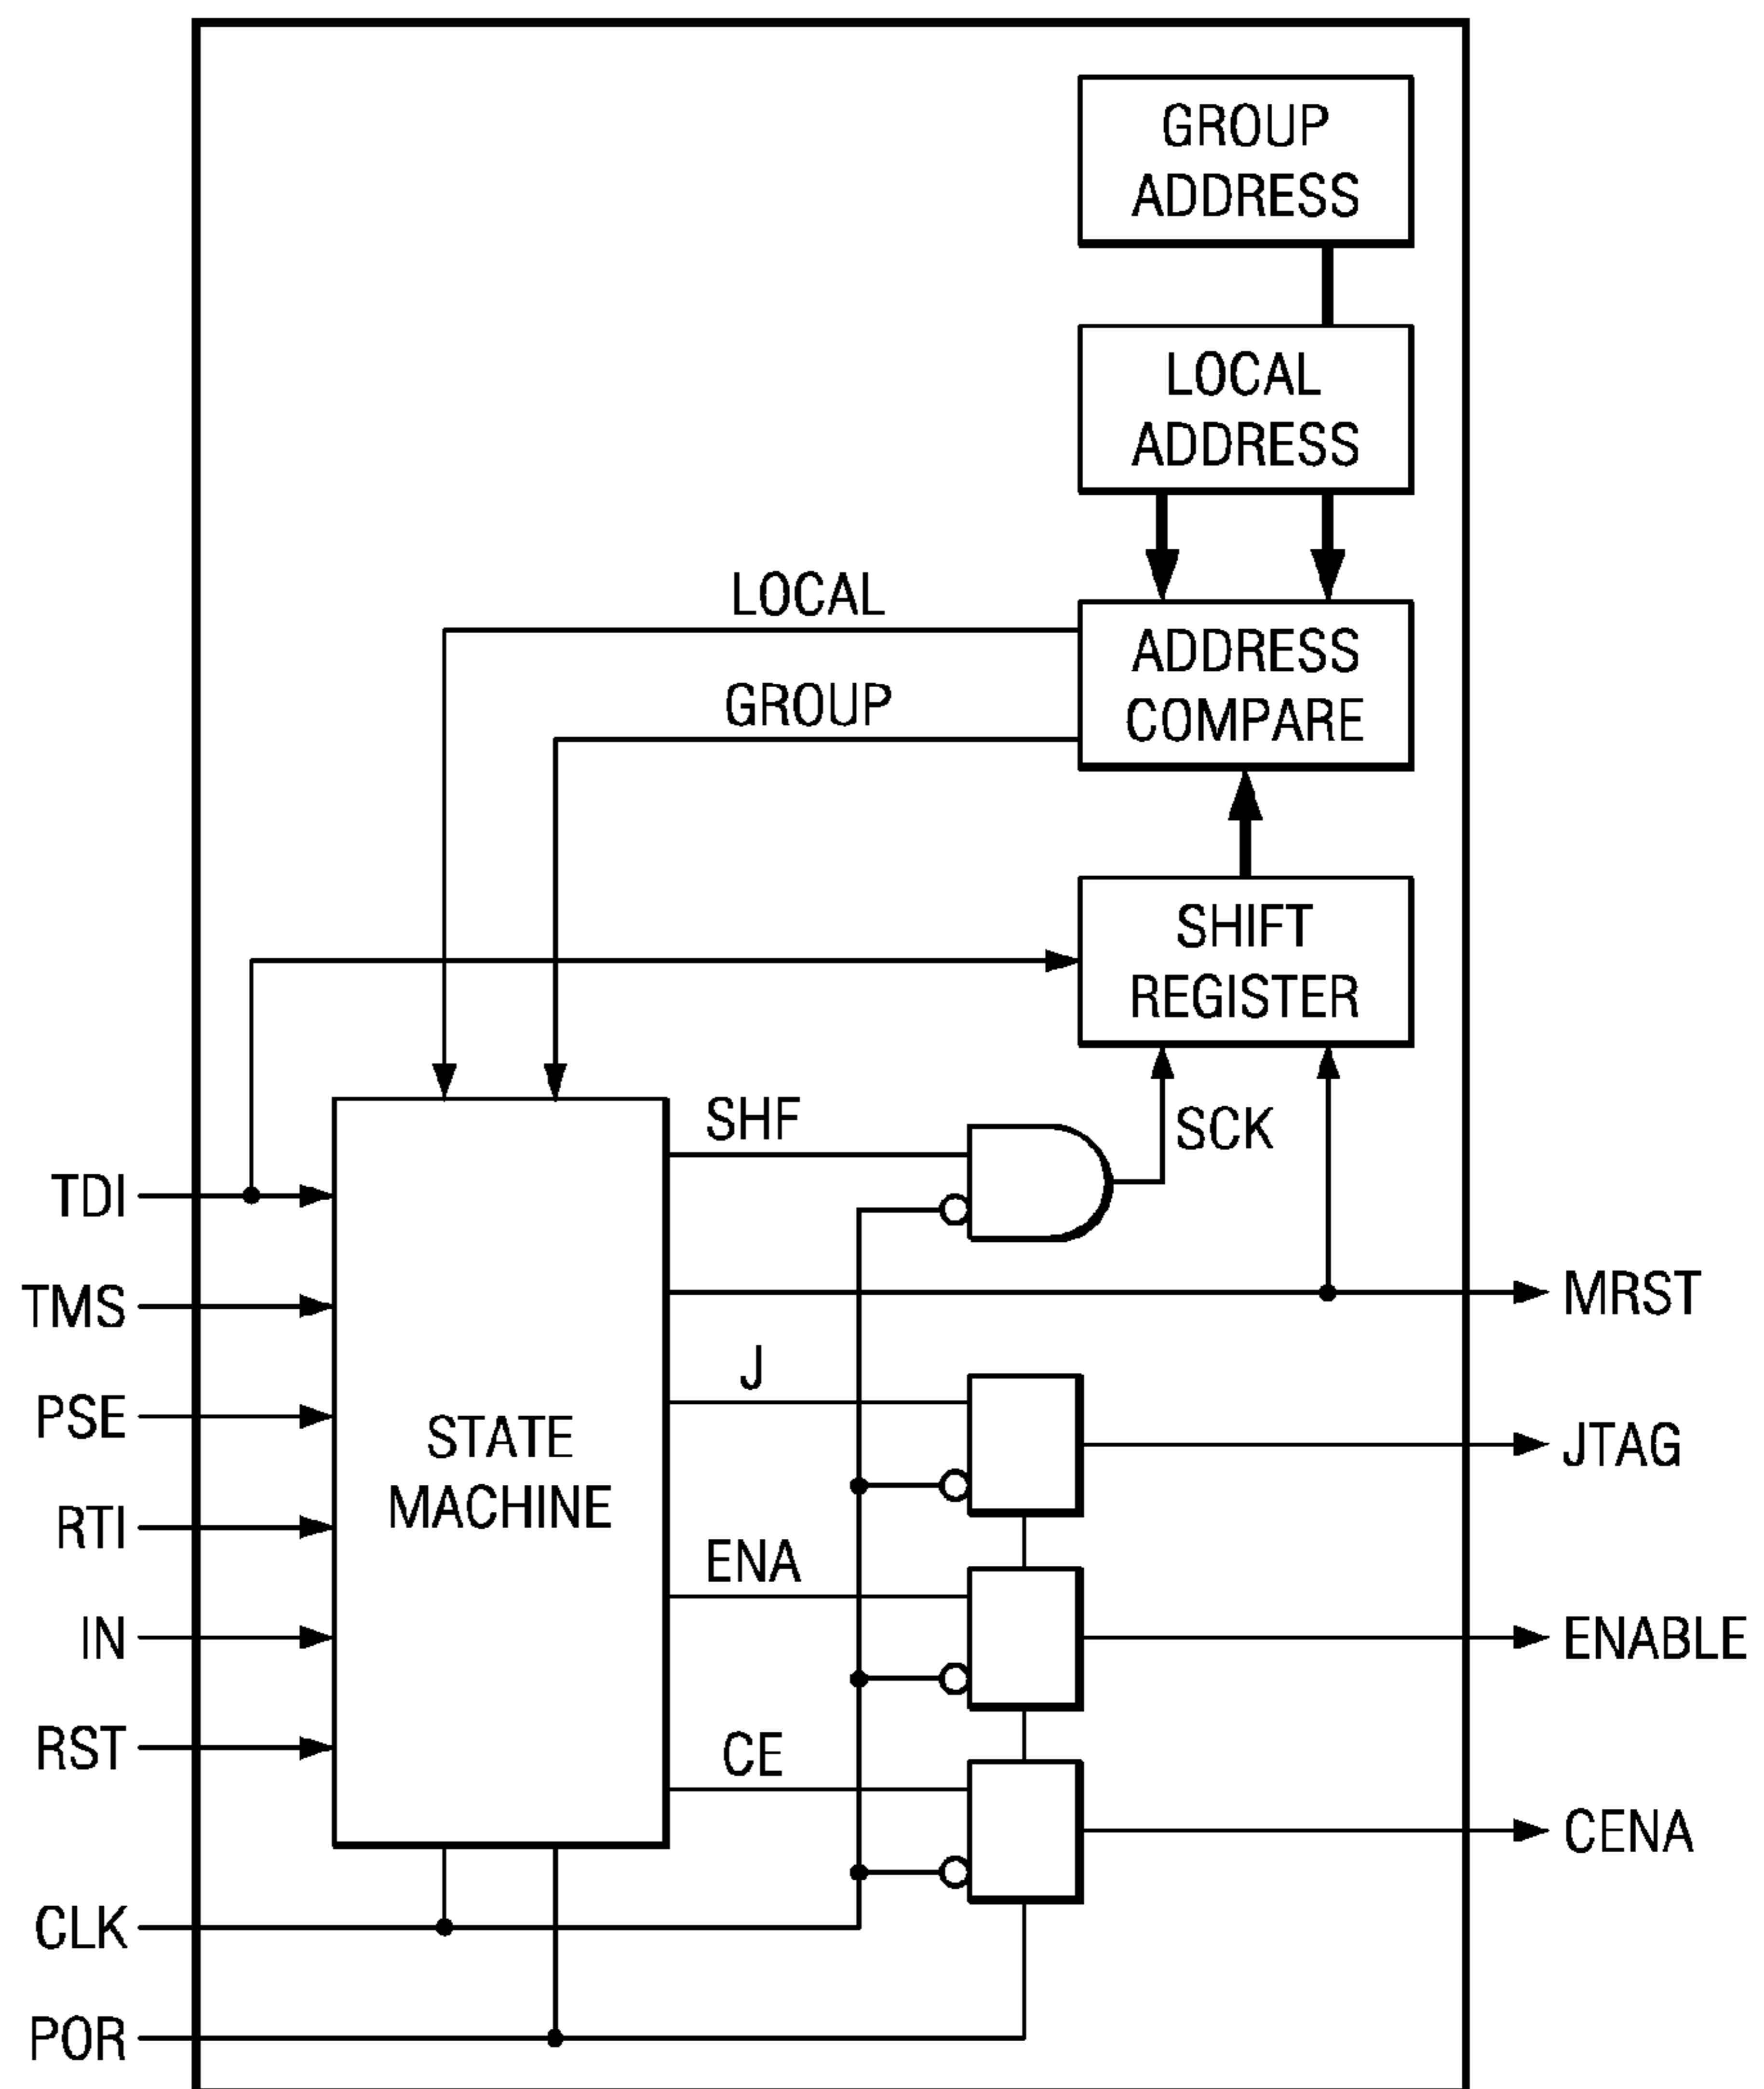 GROUP
ADDRESS
LOCAL
ADDRESS
LOCAL
ADDRESS
COMPARE
GROUP
SHIFT
REGISTER
SHF
SCK
TDI
TMS
MRST
J
PSE
STATE
MACHINE
JTAG
RTI
ENA
IN
ENABLE
RST
CE
CENA
CLK
POR